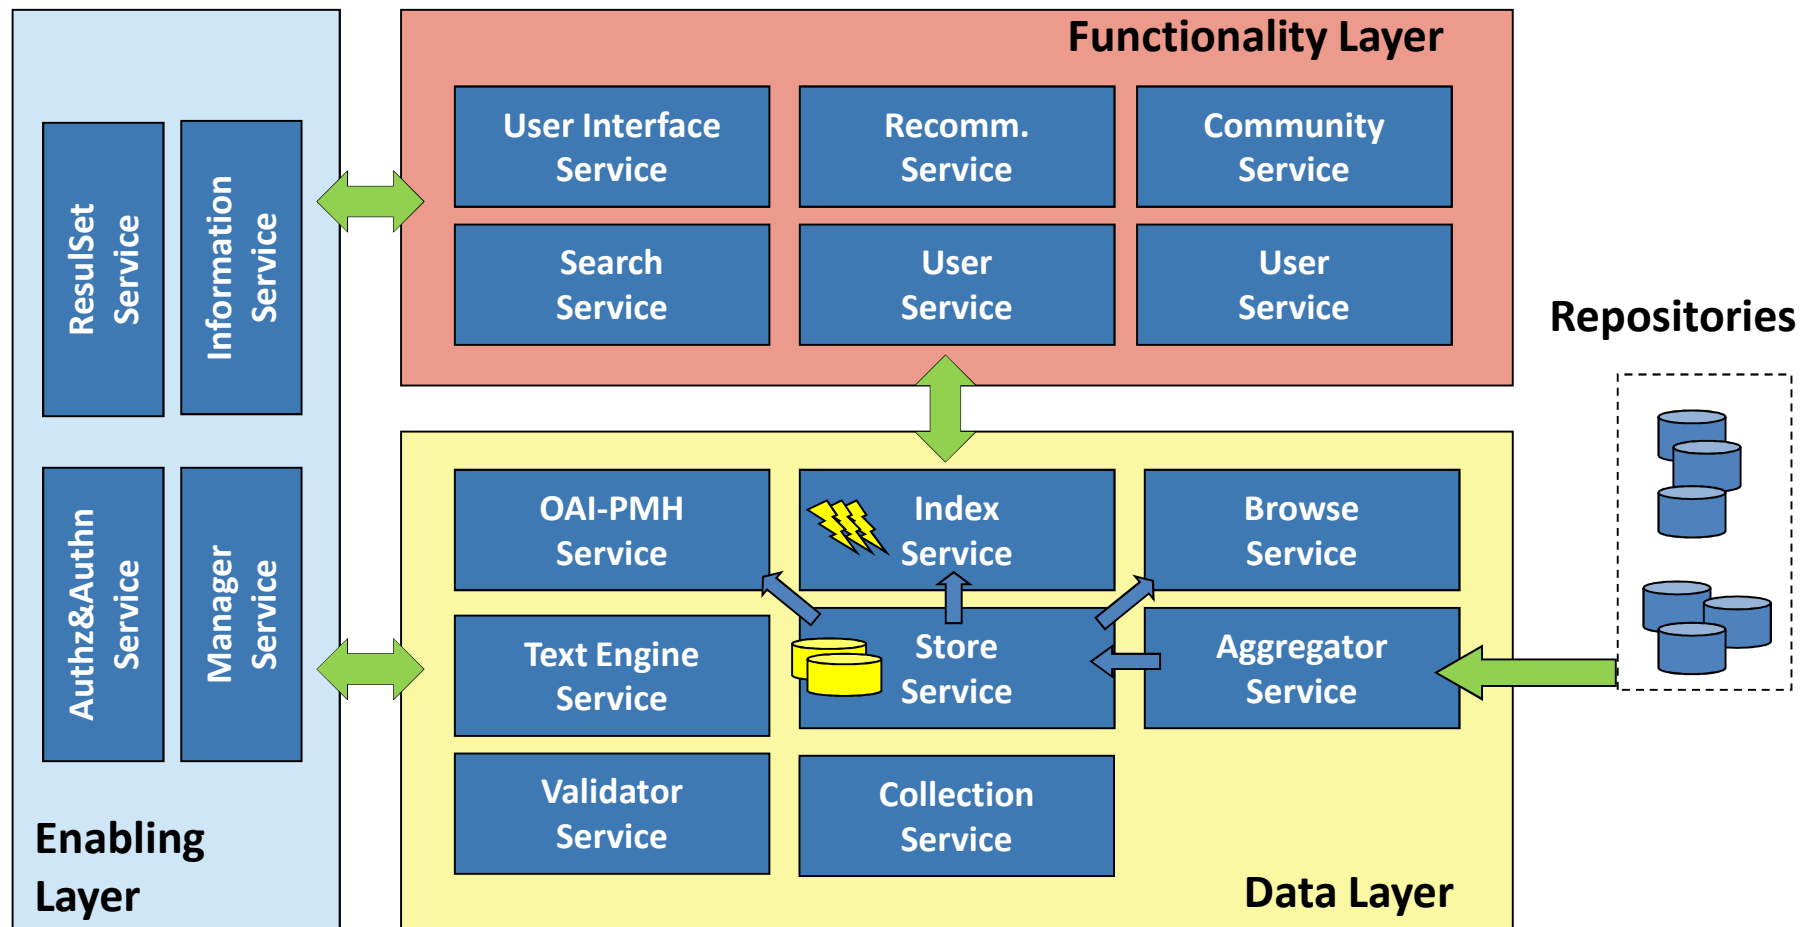 ResulSet
Service
Information
Service
Authz&Authn
Service
Manager
Service
Enabling
Layer
Functionality Layer
User Interface
Service
Recomm.
Service
Community
Service
Search
Service
User
Service
User
Service
Repositories
OAI-PMH
Service
Index
Service
Browse
Service
Text Engine
Service
Store
Service
Aggregator
Service
Validator
Service
Collection
Service
Data Layer